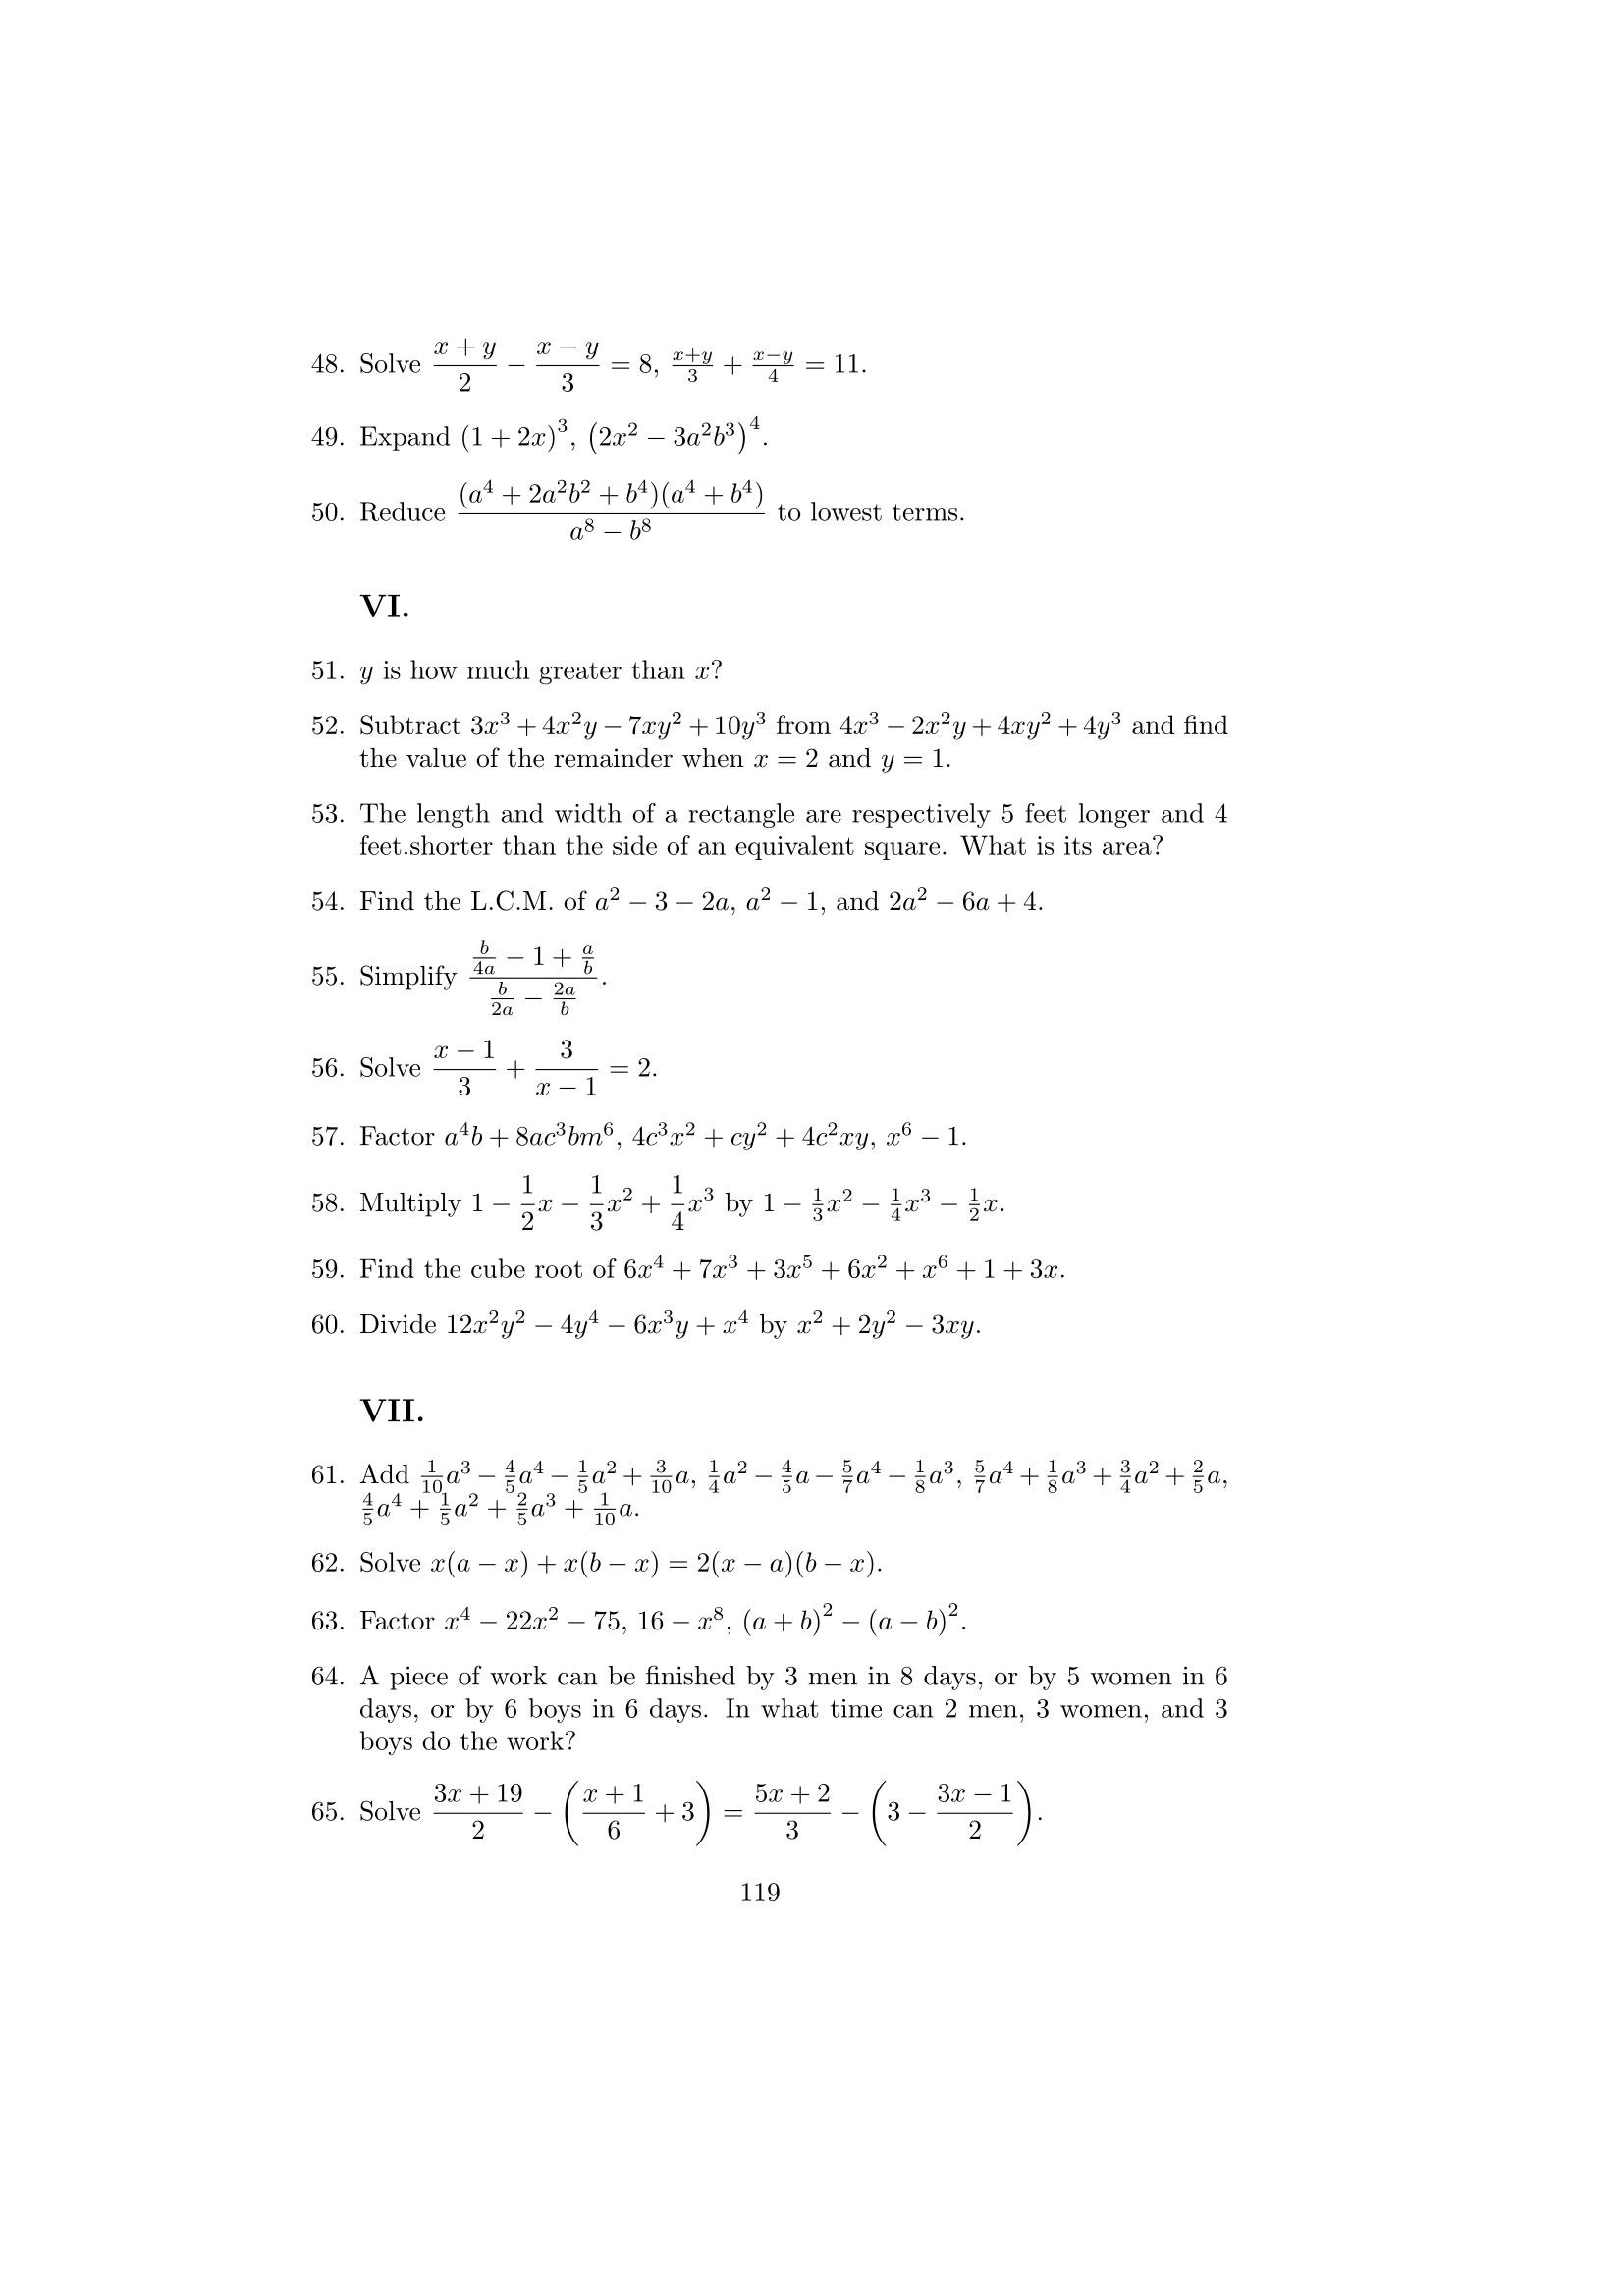 48. Solve $\dfrac{x+y}{2} - \dfrac{x-y}{3} = 8$, $\frac{x+y}{3} + \frac{x-y}{4} = 11$.
49. Expand $(1+2x)^3$, $\left(2x^2 - 3a^2b^3\right)^4$.
50. Reduce $\dfrac{(a^4+2a^2b^2+b^4)(a^4+b^4)}{a^8-b^8}$ to lowest terms.
VI.
51. $y$ is how much greater than $x$?
52. Subtract $3x^3+4x^2y-7xy^2+10y^3$ from $4x^3-2x^2y+4xy^2+4y^3$ and find
the value of the remainder when $x = 2$ and $y = 1$.
53. The length and width of a rectangle are respectively 5 feet longer and 4
feet.shorter than the side of an equivalent square. What is its area?
54. Find the L.C.M. of $a^2-3-2a$, $a^2-1$, and $2a^2-6a+4$.
55. Simplify $\dfrac{\frac{b}{4a}-1+\frac{a}{b}}{\frac{b}{2a}-\frac{2a}{b}}$.
56. Solve $\dfrac{x-1}{3} + \dfrac{3}{x-1} = 2$.
57. Factor $a^4b+8ac^3bm^6$, $4c^3x^2+cy^2+4c^2xy$, $x^6-1$.
58. Multiply $1-\dfrac{1}{2}x-\dfrac{1}{3}x^2+\dfrac{1}{4}x^3$ by $1-\frac{1}{3}x^2-\frac{1}{4}x^3-\frac{1}{2}x$.
59. Find the cube root of $6x^4+7x^3+3x^5+6x^2+x^6+1+3x$.
60. Divide $12x^2y^2-4y^4-6x^3y+x^4$ by $x^2+2y^2-3xy$.
VII.
61. Add $\frac{1}{10}a^3-\frac{4}{5}a^4-\frac{1}{5}a^2+\frac{3}{10}a$, $\frac{1}{4}a^2-\frac{4}{5}a-\frac{5}{7}a^4-\frac{1}{8}a^3$, $\frac{5}{7}a^4+\frac{1}{8}a^3+\frac{3}{4}a^2+\frac{2}{5}a$,
$\frac{4}{5}a^4+\frac{1}{5}a^2+\frac{2}{5}a^3+\frac{1}{10}a$.
62. Solve $x(a-x)+x(b-x)=2(x-a)(b-x)$.
63. Factor $x^4-22x^2-75$, $16-x^8$, $(a+b)^2-(a-b)^2$.
64. A piece of work can be finished by 3 men in 8 days, or by 5 women in 6
days, or by 6 boys in 6 days. In what time can 2 men, 3 women, and 3
boys do the work?
65. Solve $\dfrac{3x+19}{2}-\left(\dfrac{x+1}{6}+3\right)=\dfrac{5x+2}{3}-\left(3-\dfrac{3x-1}{2}\right)$.
119